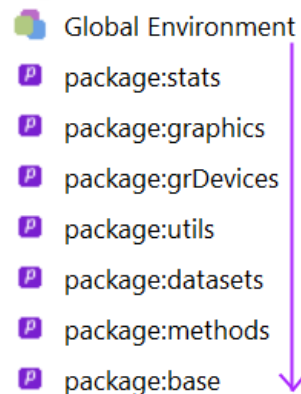 Global Environment
package:stats
package:graphics
package:grDevices
package:utils
package:datasets
package:methods
package:base